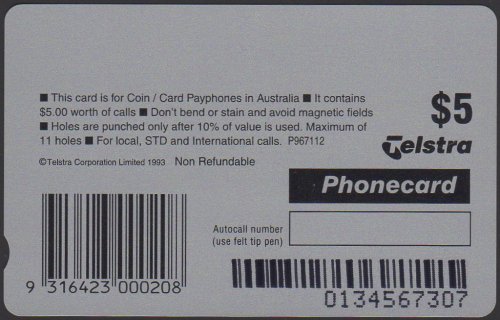 ■ This card is for Coin / Card Payphones in Australia ■ It contains
$5.00 worth of calls ■ Don't bend or stain and avoid magnetic fields
■ Holes are punched only after 10% of value is used. Maximum of
11 holes ■ For local, STD and International calls. P967112
©Telstra Corporation Limited 1993 Non Refundable
$5
Telstra
Phonecard
Autocall number
(use felt tip pen)
9 316423 000208
0134567307